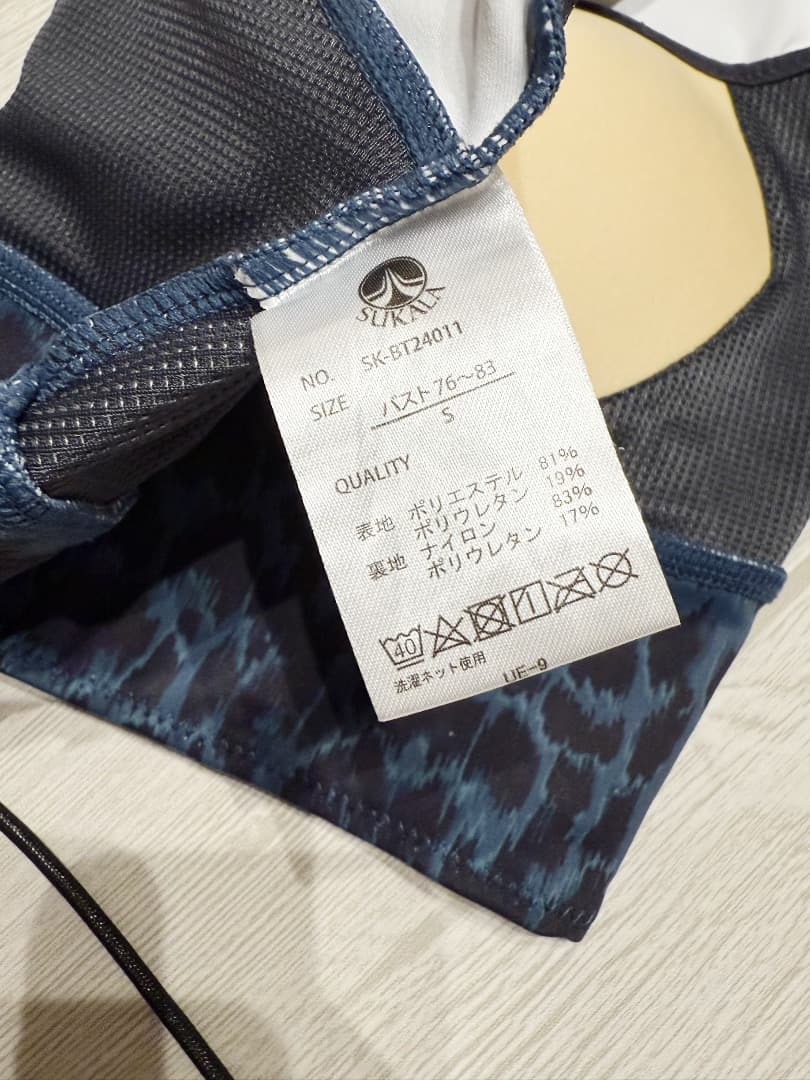 SUKALA
NO. SK-BT24011
SIZE バスト76～83
S
QUALITY
表地 ポリエステル 81%
ポリウレタン 19%
裏地 ナイロン 83%
ポリウレタン 17%
40
洗濯ネット使用